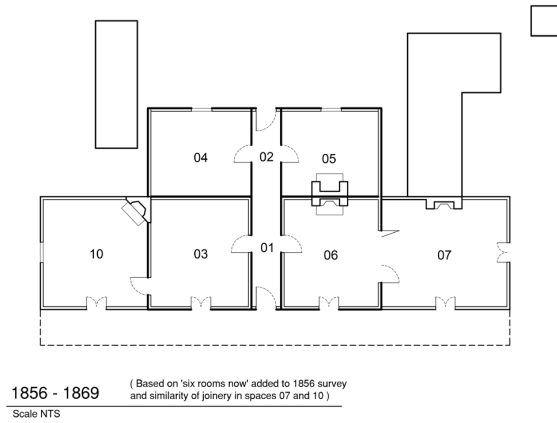 04
02
05
01
10
03
06
07
1856 - 1869
( Based on 'six rooms now' added to 1856 survey
and similarity of joinery in spaces 07 and 10 )
Scale NTS